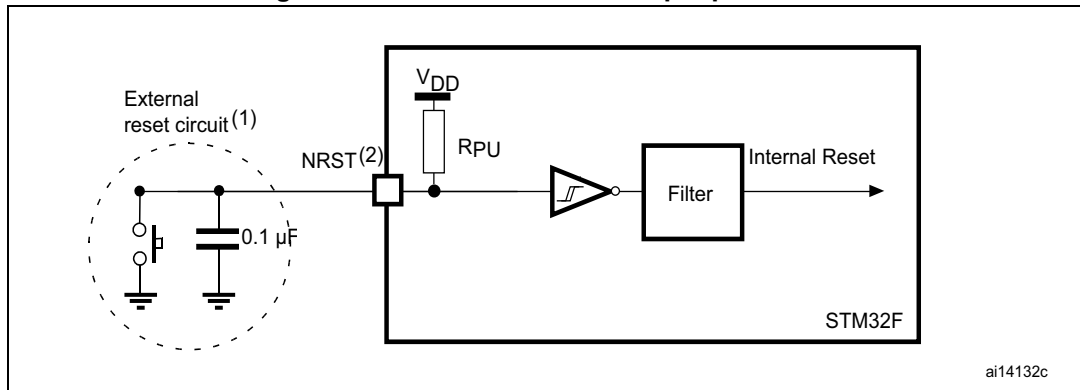 External
reset circuit(1)
VDD
NRST(2)
RPU
Internal Reset
Filter
0.1 µF
STM32F
ai14132c